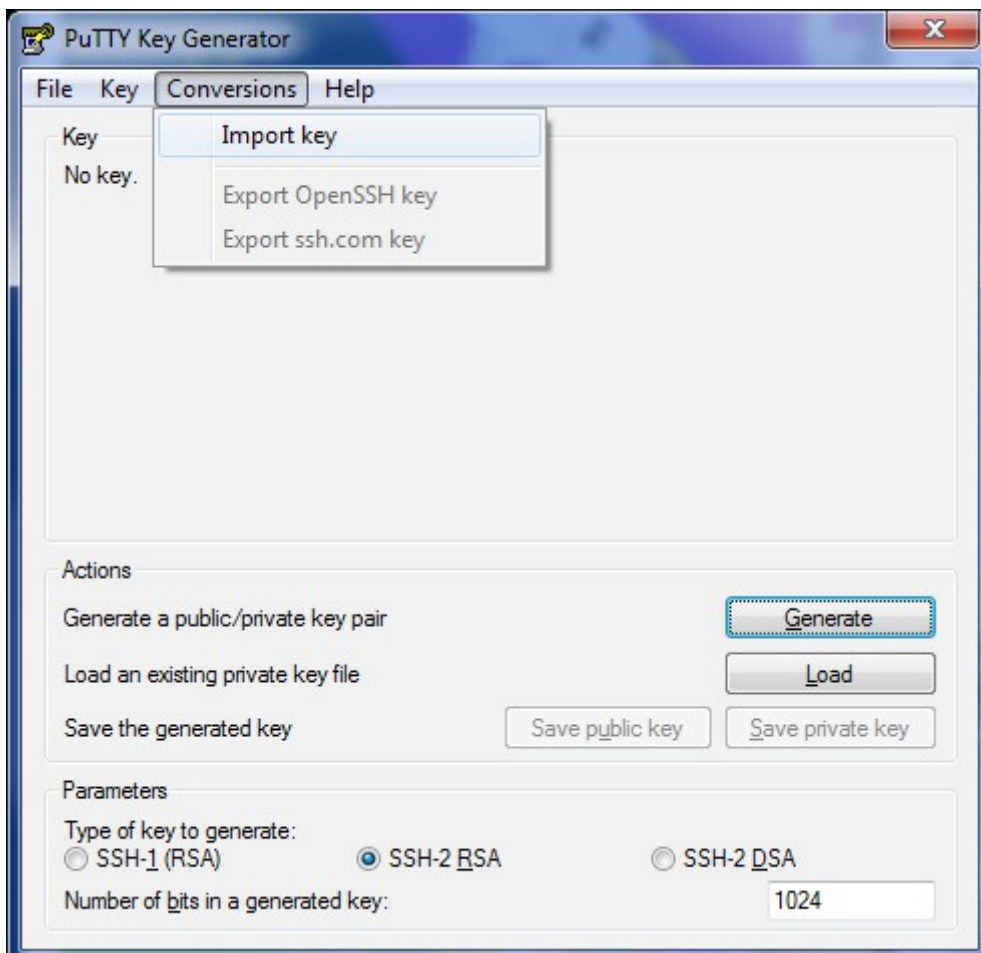 PuTTY Key Generator
File Key Conversions Help
Import key
Export OpenSSH key
Export ssh.com key
Key
No key.
Actions
Generate a public/private key pair
Generate
Load an existing private key file
Load
Save the generated key
Save public key
Save private key
Parameters
Type of key to generate:
SSH-1 (RSA) SSH-2 RSA SSH-2 DSA
Number of bits in a generated key: 1024